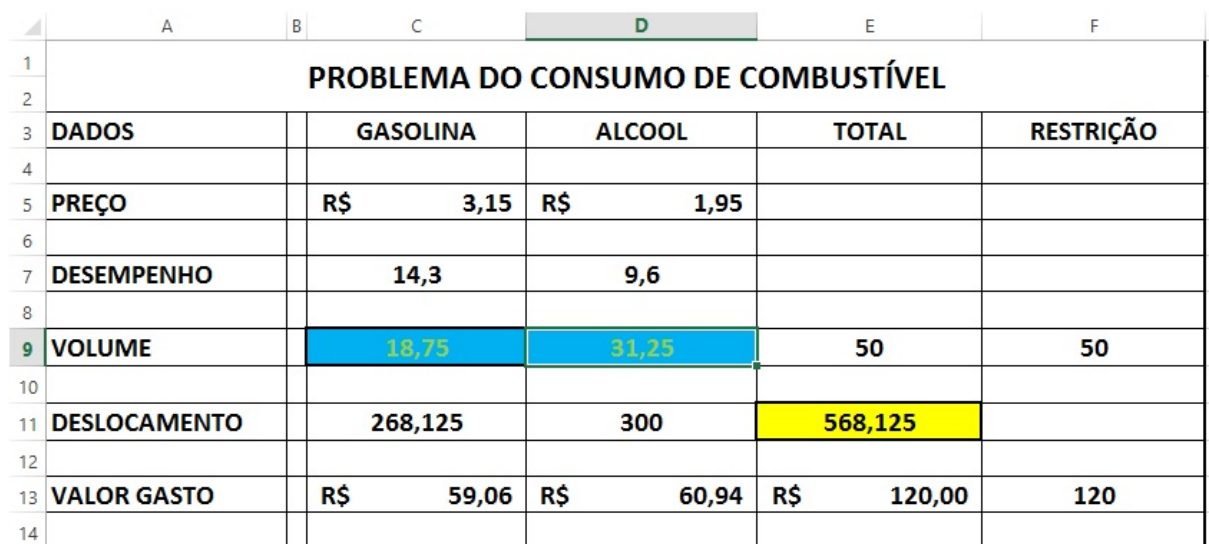 A B C D E F
1
PROBLEMA DO CONSUMO DE COMBUSTÍVEL
2
3 DADOS GASOLINA ALCOOL TOTAL RESTRIÇÃO
4
5 PREÇO R$ 3,15 R$ 1,95
6
7 DESEMPENHO 14,3 9,6
8
9 VOLUME 18,75 31,25 50 50
10
11 DESLOCAMENTO 268,125 300 568,125
12
13 VALOR GASTO R$ 59,06 R$ 60,94 R$ 120,00 120
14